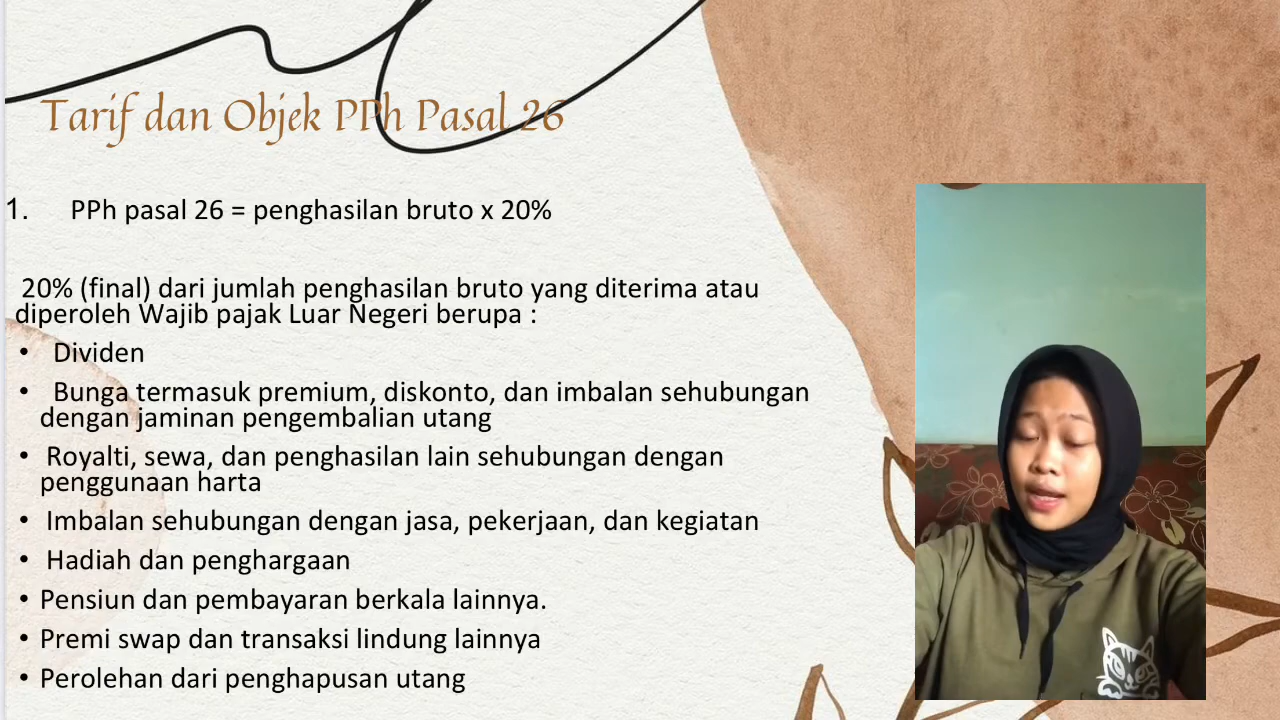 Tarif dan Objek PPh Pasal 26
1. PPh pasal 26 = penghasilan bruto x 20%
20% (final) dari jumlah penghasilan bruto yang diterima atau
diperoleh Wajib pajak Luar Negeri berupa :
• Dividen
• Bunga termasuk premium, diskonto, dan imbalan sehubungan
dengan jaminan pengembalian utang
• Royalti, sewa, dan penghasilan lain sehubungan dengan
penggunaan harta
• Imbalan sehubungan dengan jasa, pekerjaan, dan kegiatan
• Hadiah dan penghargaan
• Pensiun dan pembayaran berkala lainnya.
• Premi swap dan transaksi lindung lainnya
• Perolehan dari penghapusan utang